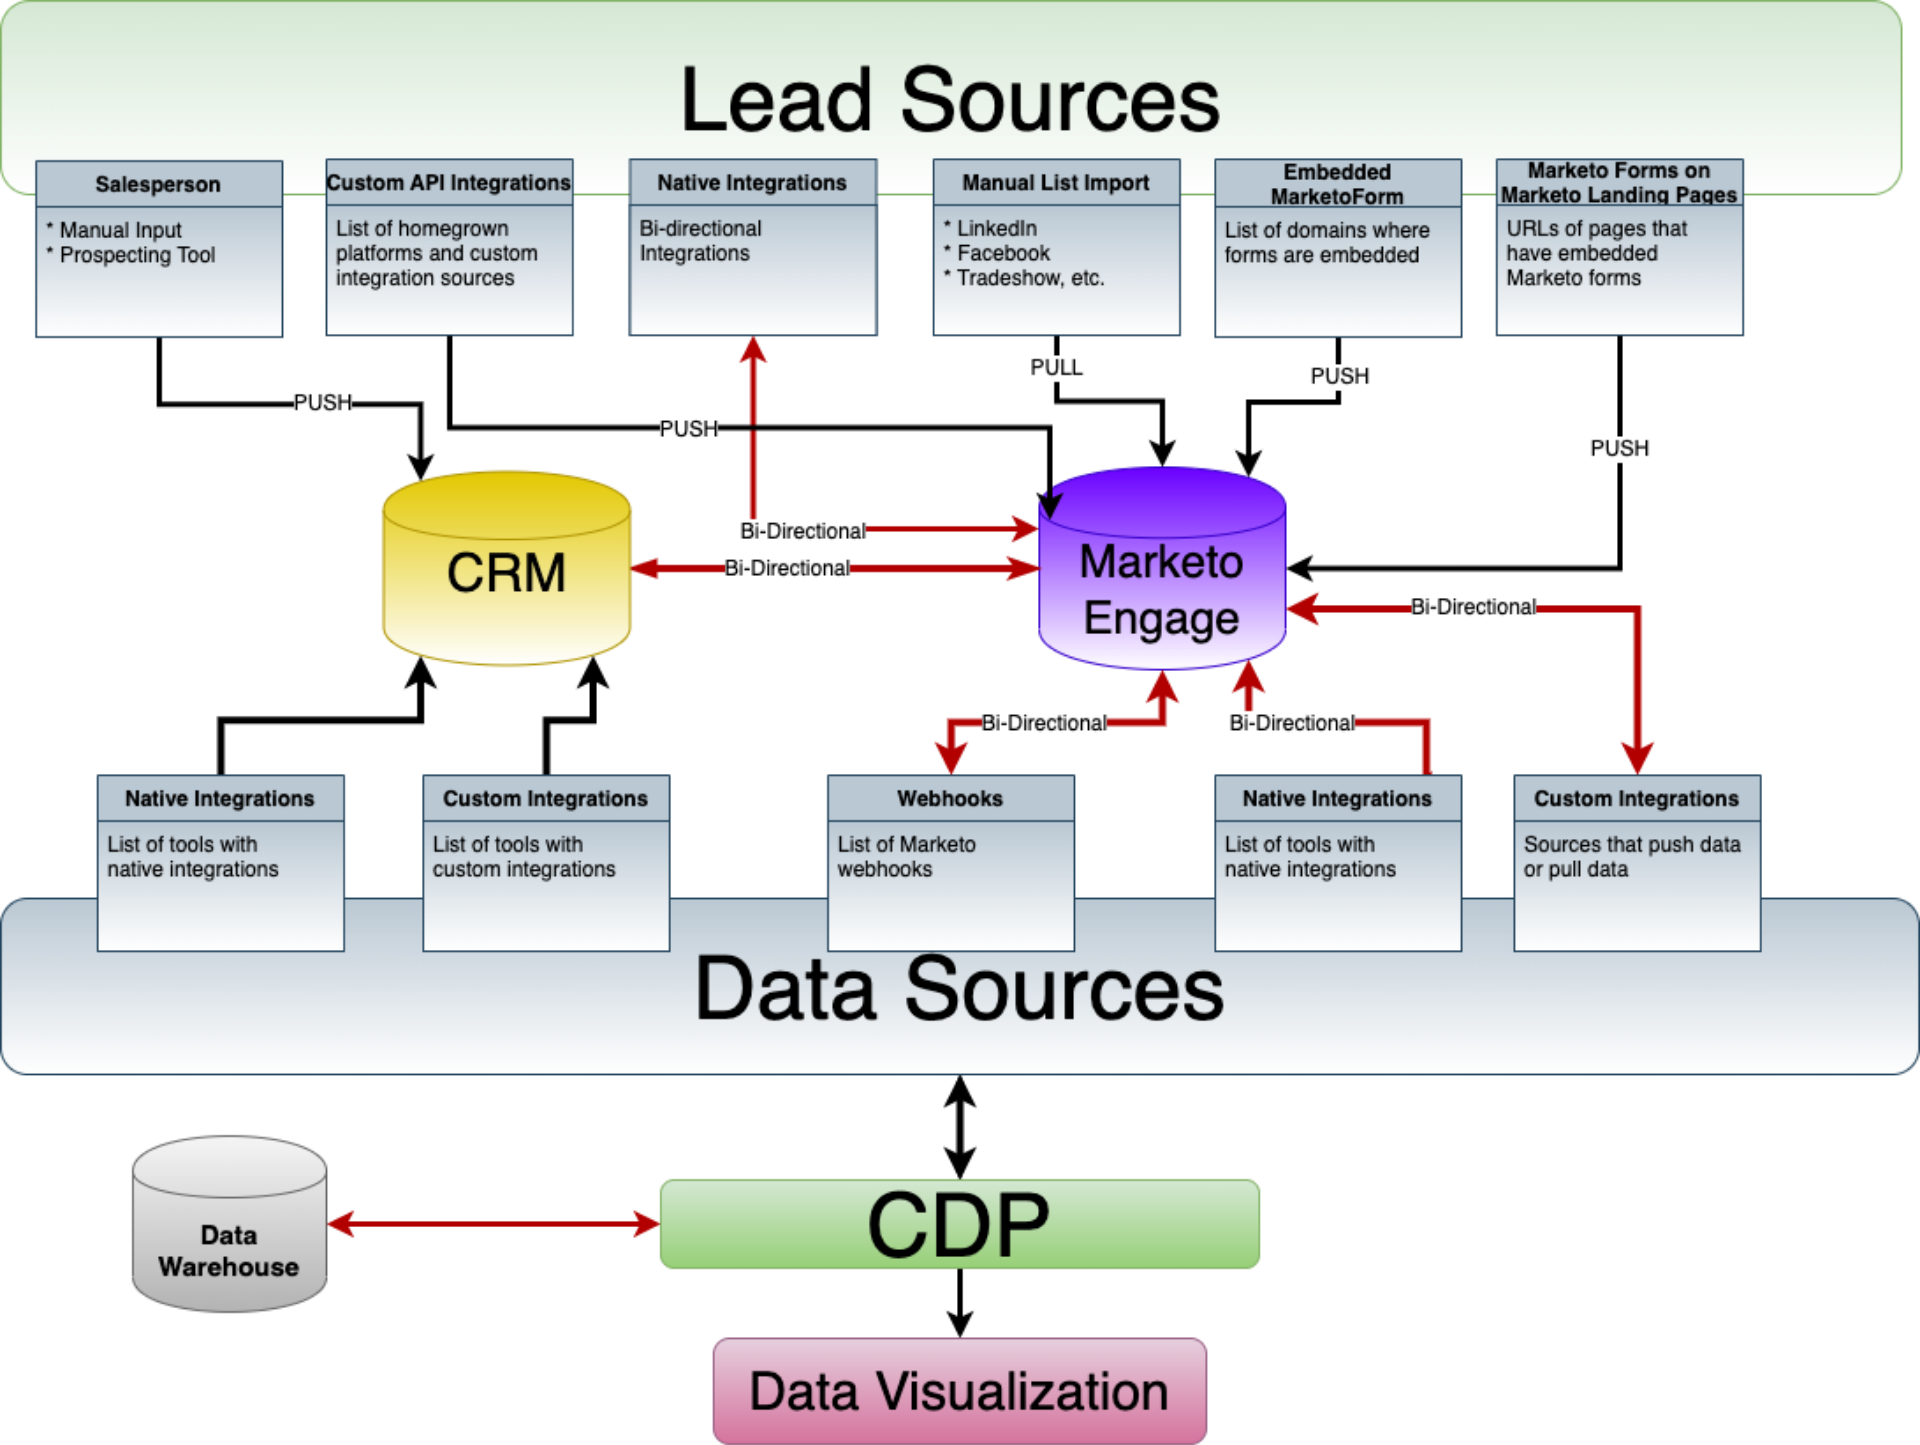 Lead Sources
Salesperson
* Manual Input
* Prospecting Tool
Custom API Integrations
List of homegrown
platforms and custom
integration sources
Native Integrations
Bi-directional
Integrations
Manual List Import
* LinkedIn
* Facebook
* Tradeshow, etc.
Embedded
MarketoForm
List of domains where
forms are embedded
Marketo Forms on
Marketo Landing Pages
URLs of pages that
have embedded
Marketo forms
PUSH
PUSH
PULL
PUSH
PUSH
Bi-Directional
Bi-Directional
CRM
Marketo
Engage
Bi-Directional
Bi-Directional
Bi-Directional
Native Integrations
List of tools with
native integrations
Custom Integrations
List of tools with
custom integrations
Webhooks
List of Marketo
webhooks
Native Integrations
List of tools with
native integrations
Custom Integrations
Sources that push data
or pull data
Data Sources
Data
Warehouse
CDP
Data Visualization